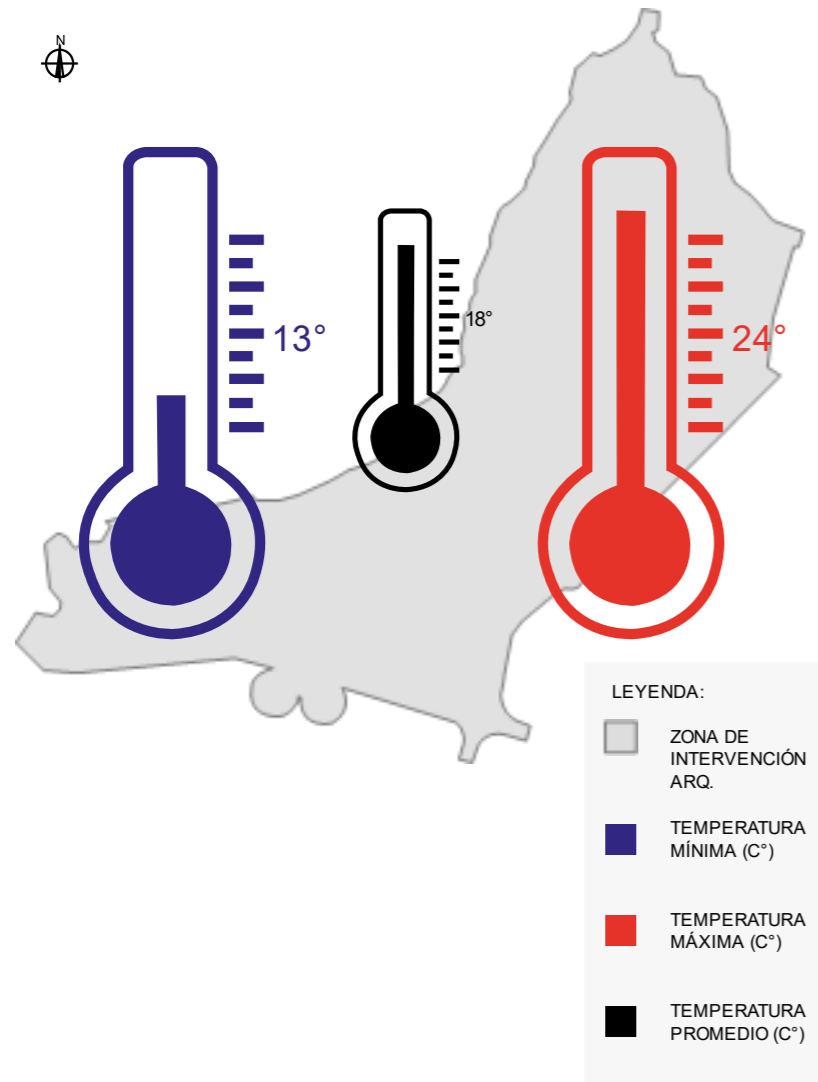 N
13°
18°
24°
LEYENDA:
ZONA DE
INTERVENCIÓN
ARQ.
TEMPERATURA
MÍNIMA (C°)
TEMPERATURA
MÁXIMA (C°)
TEMPERATURA
PROMEDIO (C°)